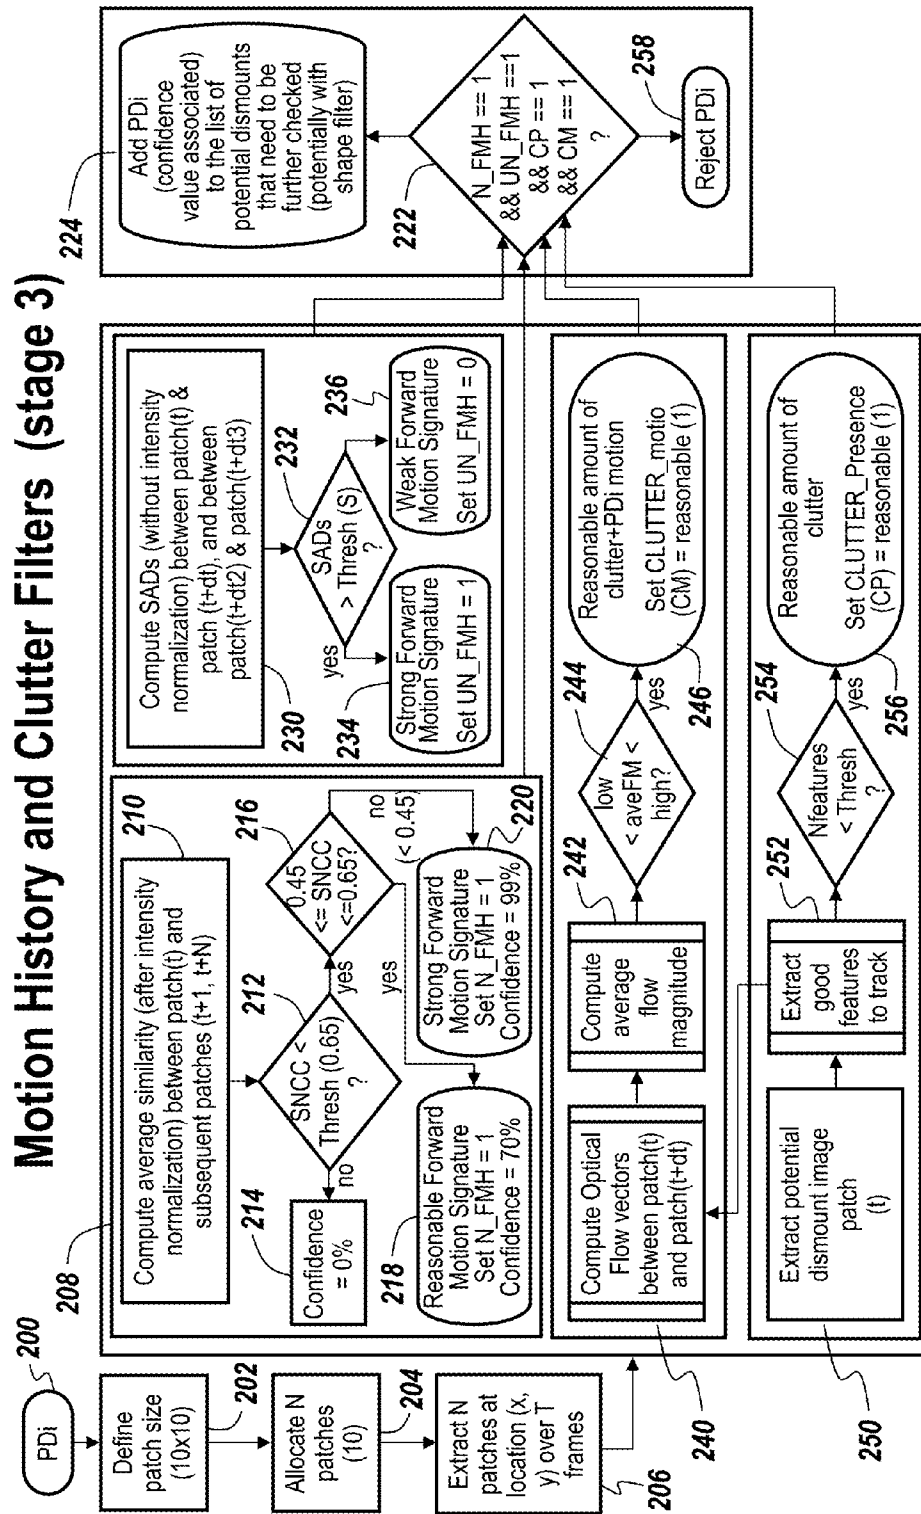 Motion History and Clutter Filters (stage 3)
200
PDi
Define
patch size
(10x10)
202
Allocate N
patches
(10)
204
Extract N
patches at
location (x,
y) over T
frames
206
208
Compute average similarity (after intensity
normalization) between patch(t) and
subsequent patches (t+1, t+N)
210
SNCC <
Thresh (0.65)
?
212
no
yes
214
Confidence
= 0%
0.45
<= SNCC
<=0.65?
216
yes
no
(< 0.45)
218
Reasonable Forward
Motion Signature
Set N_FMH = 1
Confidence = 70%
Strong Forward
Motion Signature
Set N_FMH = 1
Confidence = 99%
220
Compute SADs (without intensity
normalization) between patch(t) &
patch (t+dt), and between
patch(t+dt2) & patch(t+dt3)
230
SADs
> Thresh (S)
?
232
yes
234
Strong Forward
Motion Signature
Set UN_FMH = 1
236
Weak Forward
Motion Signature
Set UN_FMH = 0
240
Compute Optical
Flow vectors
between patch(t)
and patch(t+dt)
242
Compute
average
flow
magnitude
244
low
< aveFM <
high?
yes
246
Reasonable amount of
clutter+PDi motion
Set CLUTTER_motio
(CM) = reasonable (1)
250
Extract potential
dismount image
patch
(t)
252
Extract
good
features
to track
254
Nfeatures
< Thresh
?
yes
256
Reasonable amount of
clutter
Set CLUTTER_Presence
(CP) = reasonable (1)
222
N_FMH == 1
&& UN_FMH ==1
&& CP == 1
&& CM == 1
?
224
Add PDi
(confidence
value associated)
to the list of
potential dismounts
that need to be
further checked
(potentially with
shape filter)
258
Reject PDi